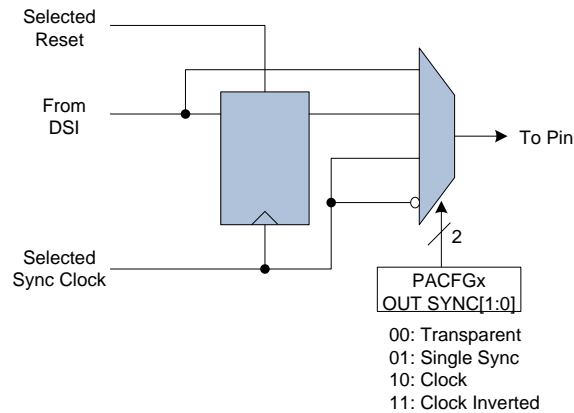 Selected
Reset
From
DSI
To Pin
Selected
Sync Clock
2
PACFGx
OUT SYNC[1:0]
00: Transparent
01: Single Sync
10: Clock
11: Clock Inverted